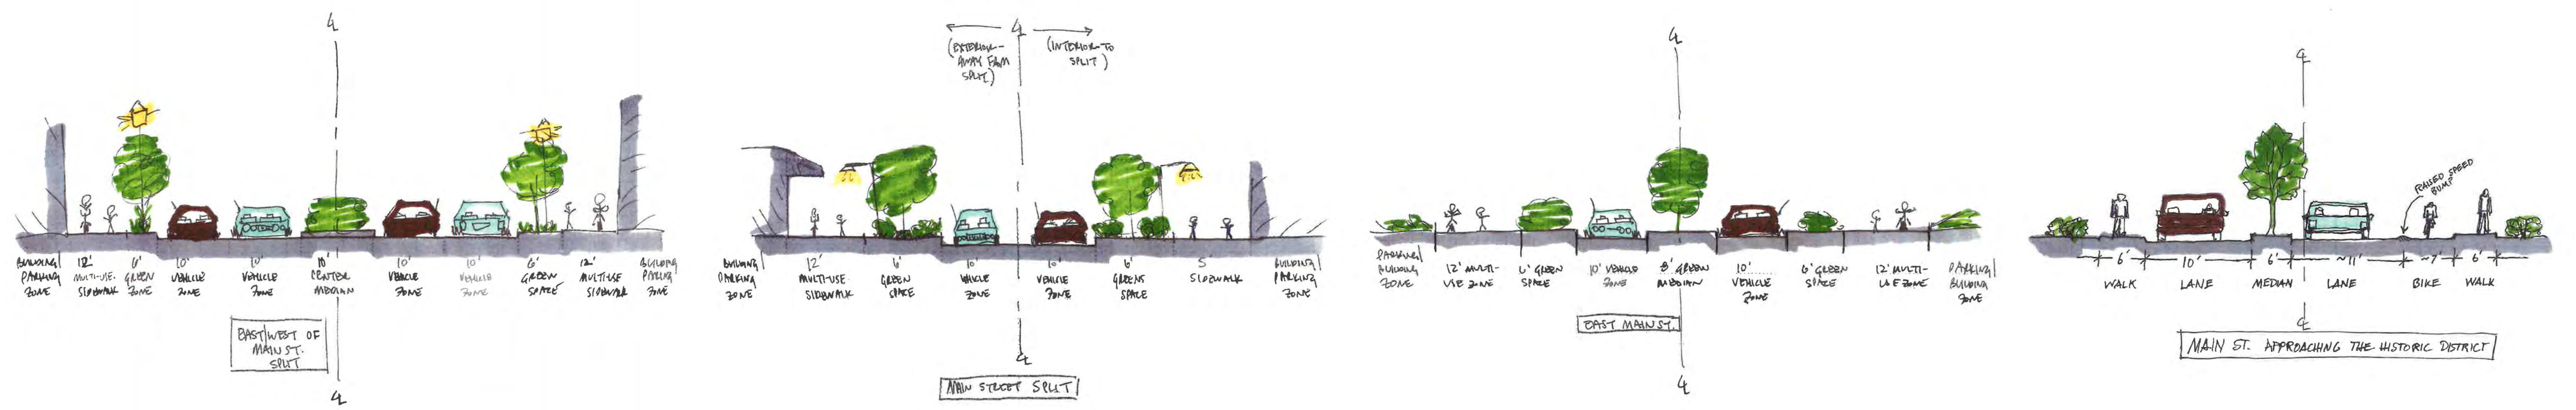 ℄
BUILDING/
PARKING
ZONE
12'
MULTI-USE
SIDEWALK
6'
GREEN
ZONE
10'
VEHICLE
ZONE
10'
VEHICLE
ZONE
10'
CENTER
MEDIAN
10'
VEHICLE
ZONE
10'
VEHICLE
ZONE
6'
GREEN
SPACE
12'
MULTI-USE
SIDEWALK
BUILDING/
PARKING
ZONE
EAST/WEST OF
MAIN ST.
SPLIT
℄
℄
(EXTERIOR-
AWAY FROM
SPLIT)
(INTERIOR-TO
SPLIT)
BUILDING/
PARKING
ZONE
12'
MULTI-USE
SIDEWALK
6'
GREEN
SPACE
10'
VEHICLE
ZONE
10'
VEHICLE
ZONE
6'
GREENS
SPACE
5'
SIDEWALK
BUILDING/
PARKING
ZONE
℄
MAIN STREET SPLIT
℄
PARKING/
BUILDING
ZONE
12' MULTI-
USE ZONE
6' GREEN
SPACE
10' VEHICLE
ZONE
8' GREEN
MEDIAN
10'
VEHICLE
ZONE
6' GREEN
SPACE
12' MULTI-
USE ZONE
PARKING/
BUILDING
ZONE
EAST MAIN ST.
℄
℄
RAISED SPEED
BUMP
6'
WALK
10'
LANE
6'
MEDIAN
~11'
LANE
~7'
BIKE
6'
WALK
℄
MAIN ST. APPROACHING THE HISTORIC DISTRICT